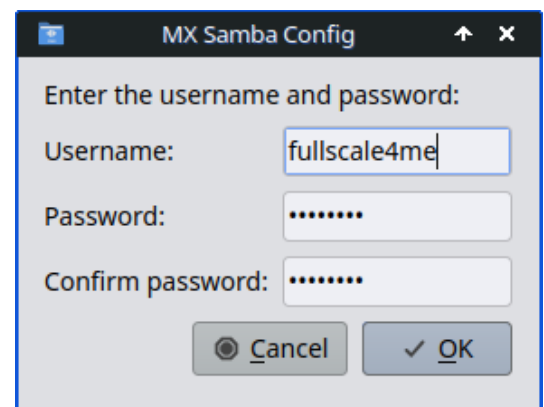 MX Samba Config
Enter the username and password:
Username: fullscale4me
Password: ••••••••
Confirm password: ••••••••
Cancel OK